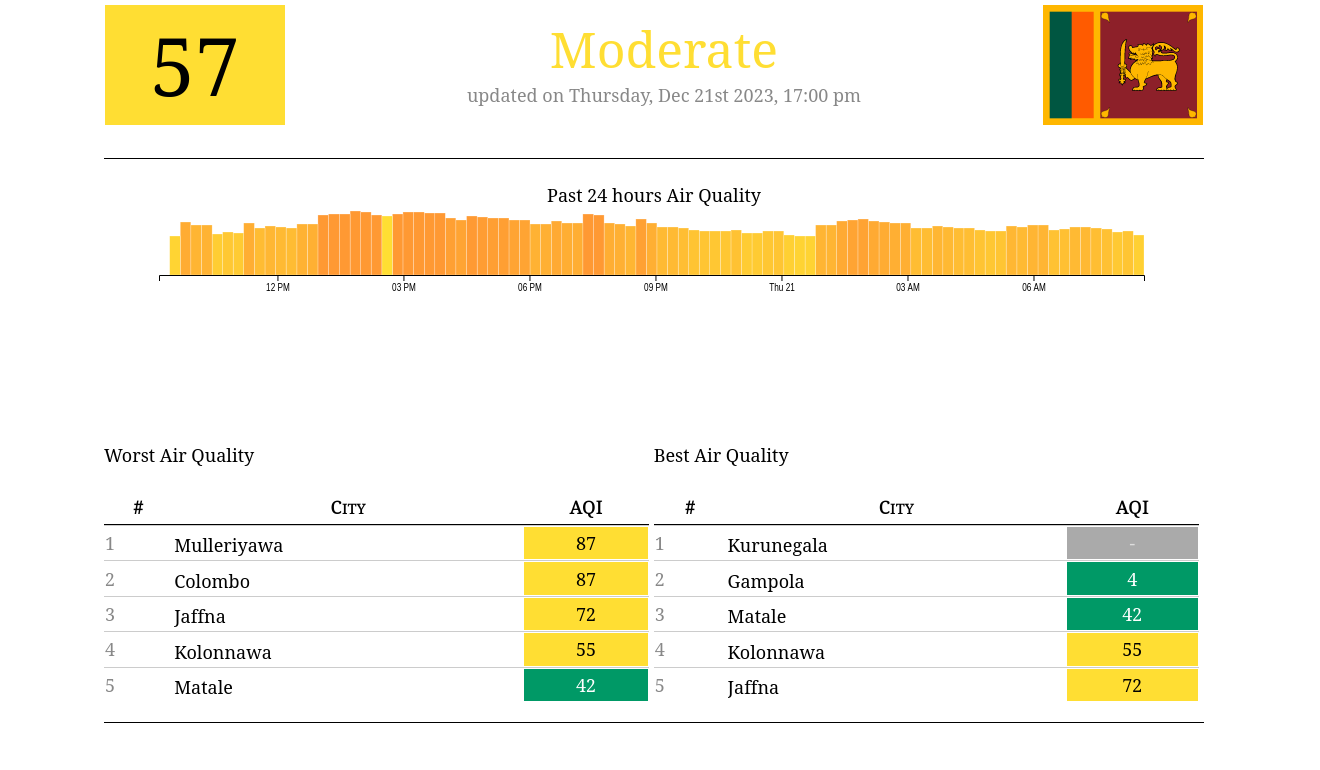 57
Moderate
updated on Thursday, Dec 21st 2023, 17:00 pm
Past 24 hours Air Quality
12 PM 03 PM 06 PM 09 PM Thu 21 03 AM 06 AM
Worst Air Quality
# City AQI
1 Mulleriyawa 87
2 Colombo 87
3 Jaffna 72
4 Kolonnawa 55
5 Matale 42
Best Air Quality
# City AQI
1 Kurunegala -
2 Gampola 4
3 Matale 42
4 Kolonnawa 55
5 Jaffna 72